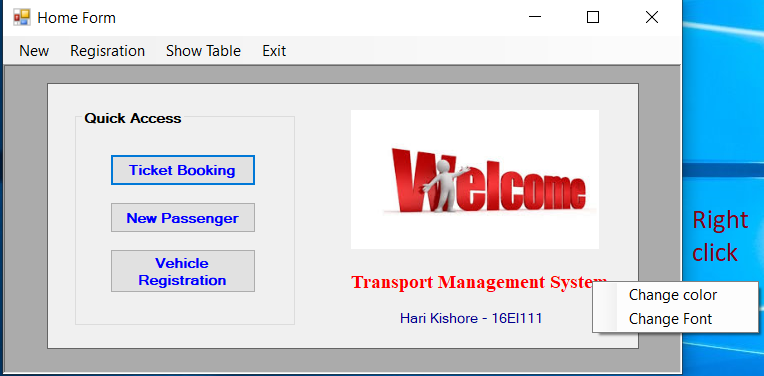 Home Form
New Regisration Show Table Exit
Quick Access
Ticket Booking
New Passenger
Vehicle
Registration
Welcome
Transport Management System
Hari Kishore - 16EI111
Right
click
Change color
Change Font